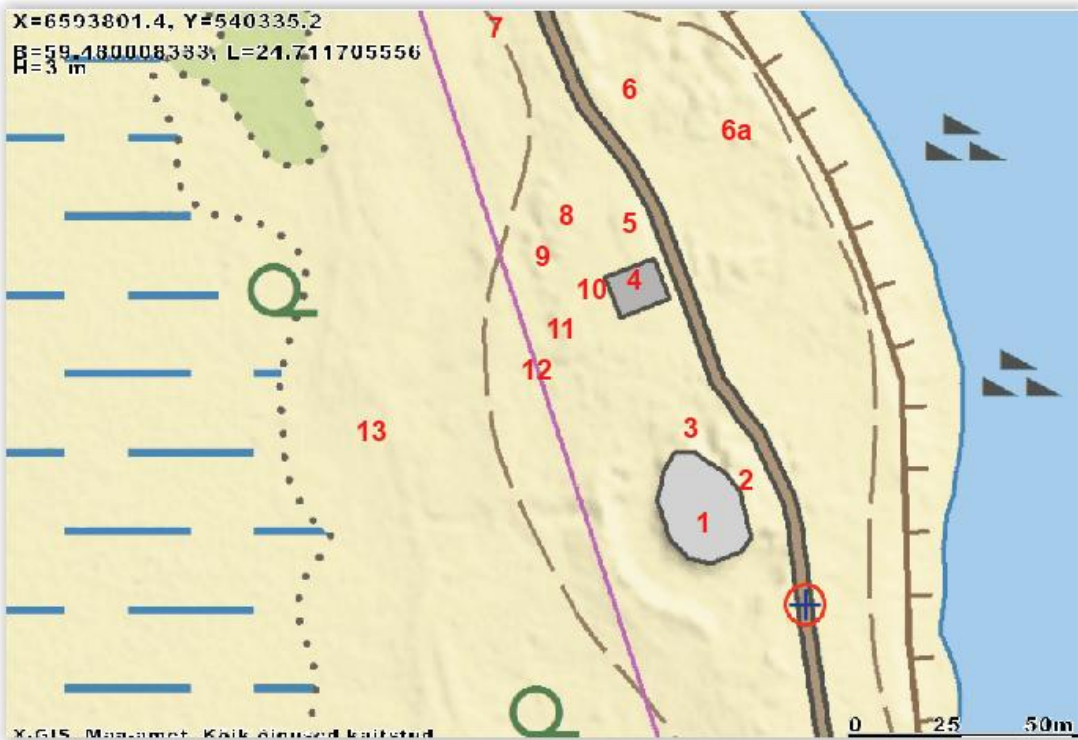 X=6593801.4, Y=540335.2
B=59.480008333, L=24.711705556
H=3 m
7
6
6a
8
5
9
4
10
11
12
13
3
2
1
0 25 50m
X-GIS, Maa-amet, Kõik õigused kaitstud